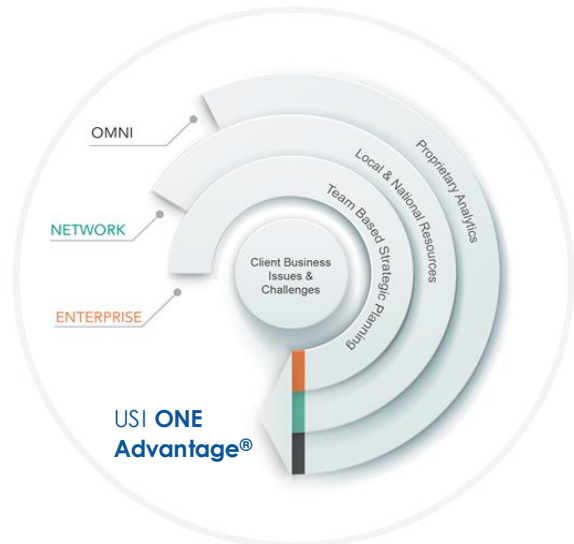 OMNI
NETWORK
ENTERPRISE
Proprietary Analytics
Local & National Resources
Team Based Strategic Planning
Client Business
Issues &
Challenges
USI ONE
Advantage®